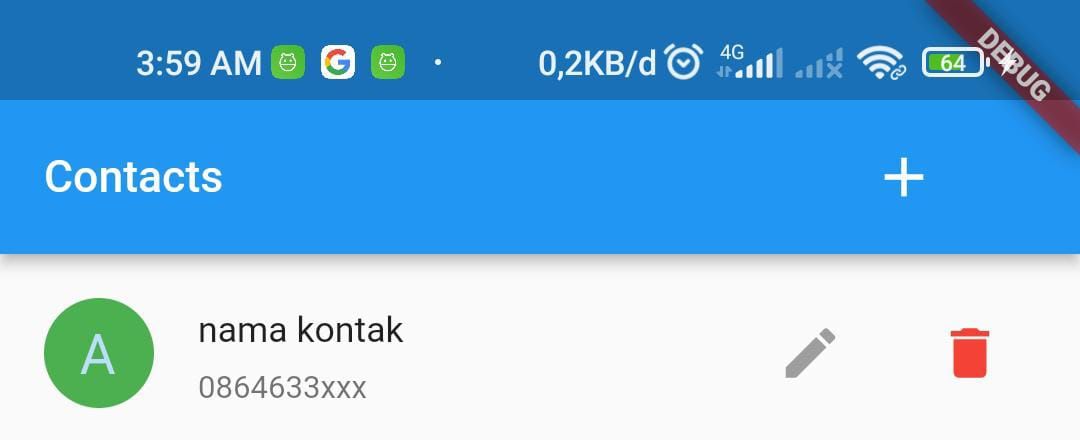 3:59 AM G 0,2KB/d 4G 64
DEBUG
Contacts
A
nama kontak
0864633xxx